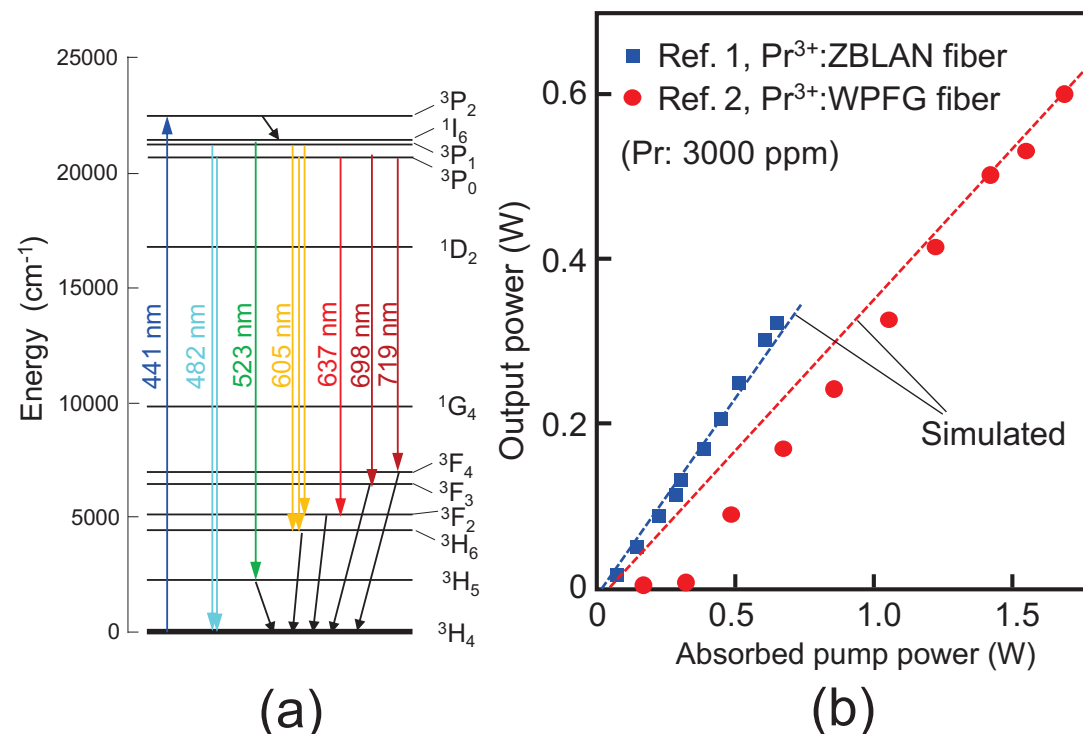 25000
20000
15000
10000
5000
0
Energy (cm⁻¹)
³P₂
¹I₆
³P₁
³P₀
¹D₂
¹G₄
³F₄
³F₃
³F₂
³H₆
³H₅
³H₄
441 nm
482 nm
523 nm
605 nm
637 nm
698 nm
719 nm
(a)
Ref. 1, Pr³⁺:ZBLAN fiber
Ref. 2, Pr³⁺:WPFG fiber
(Pr: 3000 ppm)
Simulated
Output power (W)
0.6
0.4
0.2
0
0
0.5
1.0
1.5
Absorbed pump power (W)
(b)